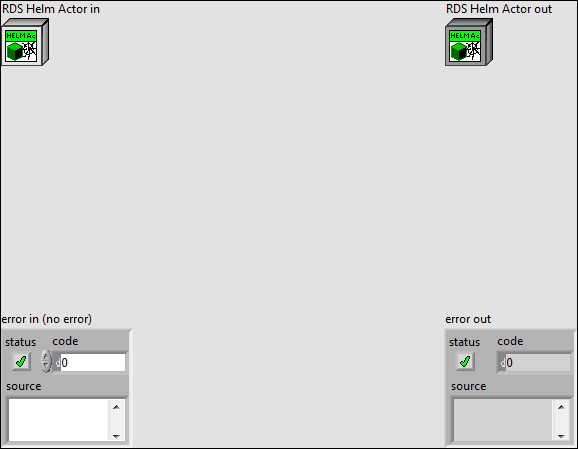 RDS Helm Actor in
RDS Helm Actor out
HELM Ac
HELM Ac
error in (no error)
error out
status
code
status
code
d
0
d
0
source
source